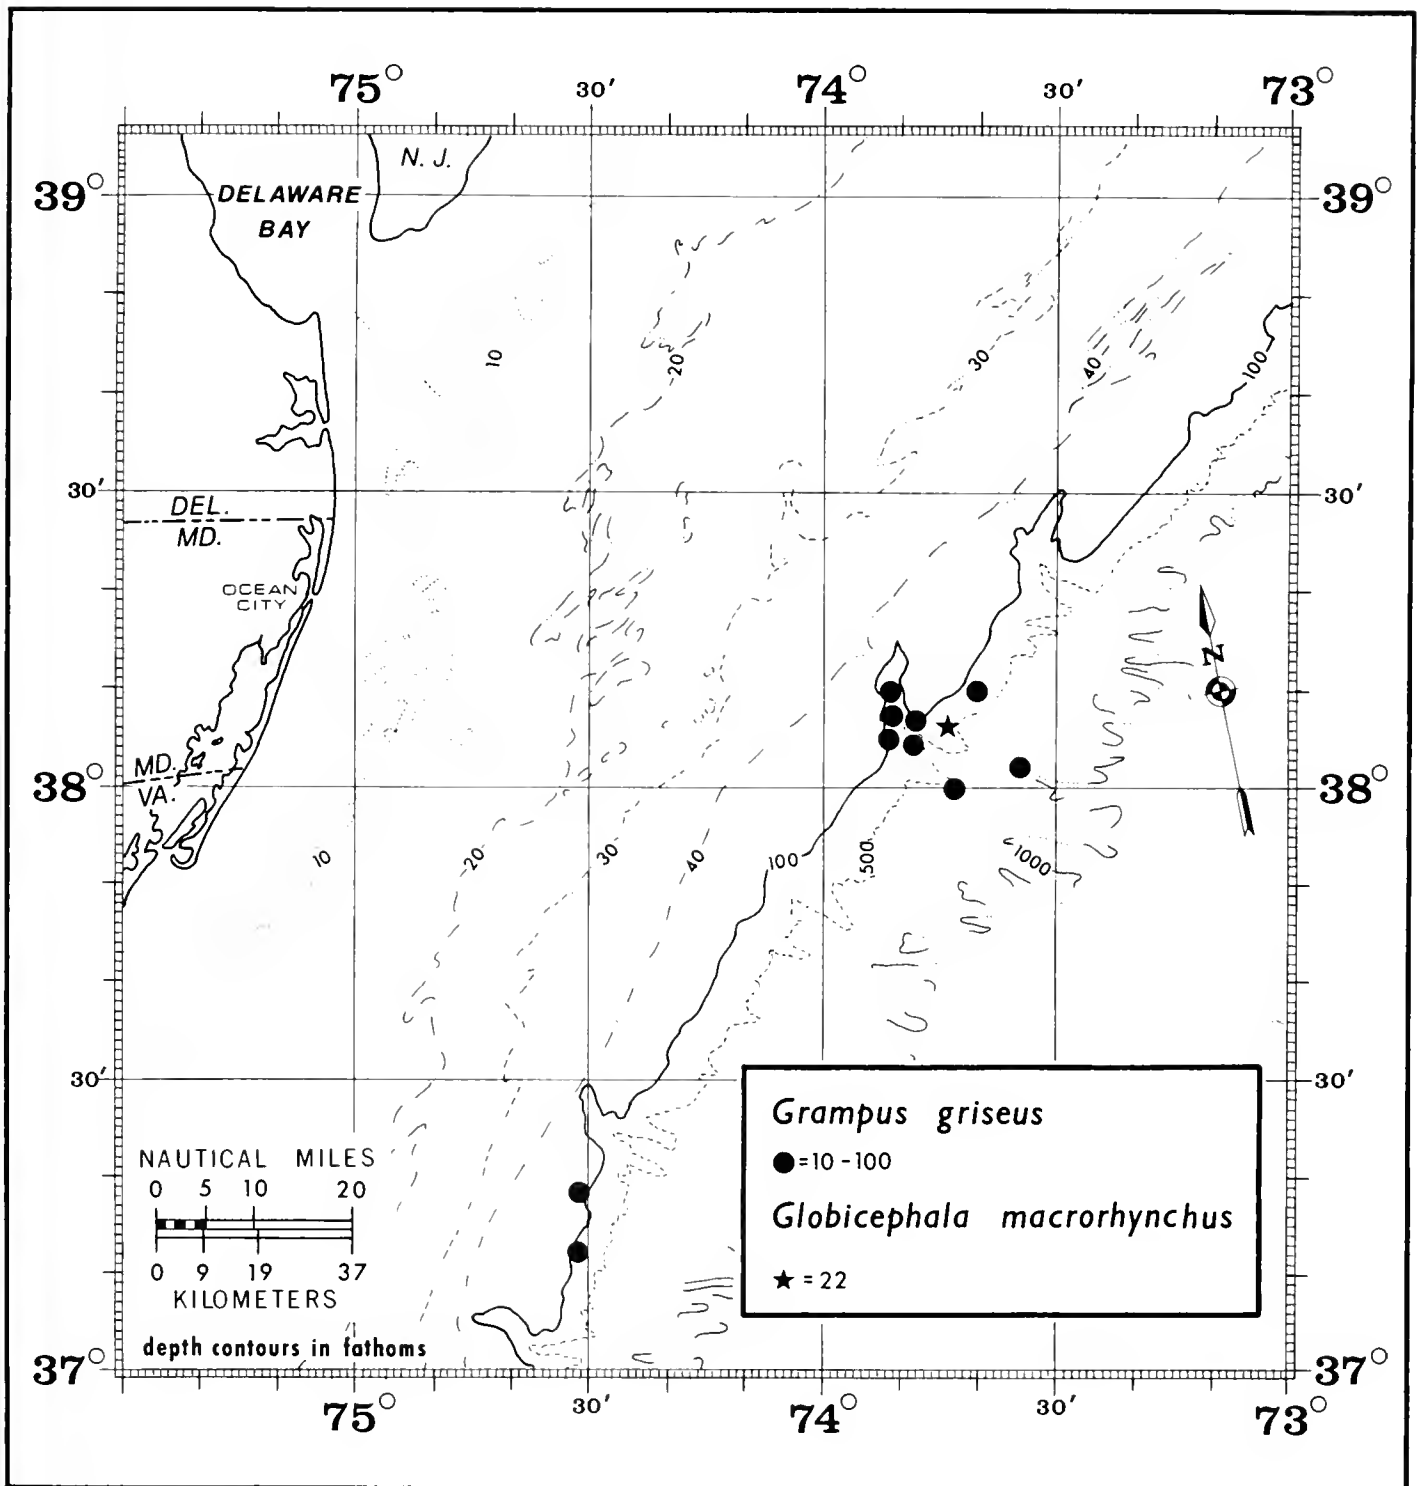 75° 30′ 74° 30′ 73°
N. J.
39° DELAWARE 39°
BAY
10 20 30 40 100
30′ 30′
DEL.
MD.
OCEAN
CITY
N
MD.
38° 38°
VA.
10 20 30 40 100 500 1000
30′ 30′
Grampus griseus
●=10-100
Globicephala macrorhynchus
★=22
NAUTICAL MILES
0 5 10 20
0 9 19 37
KILOMETERS
depth contours in fathoms
37° 37°
75° 30′ 74° 30′ 73°